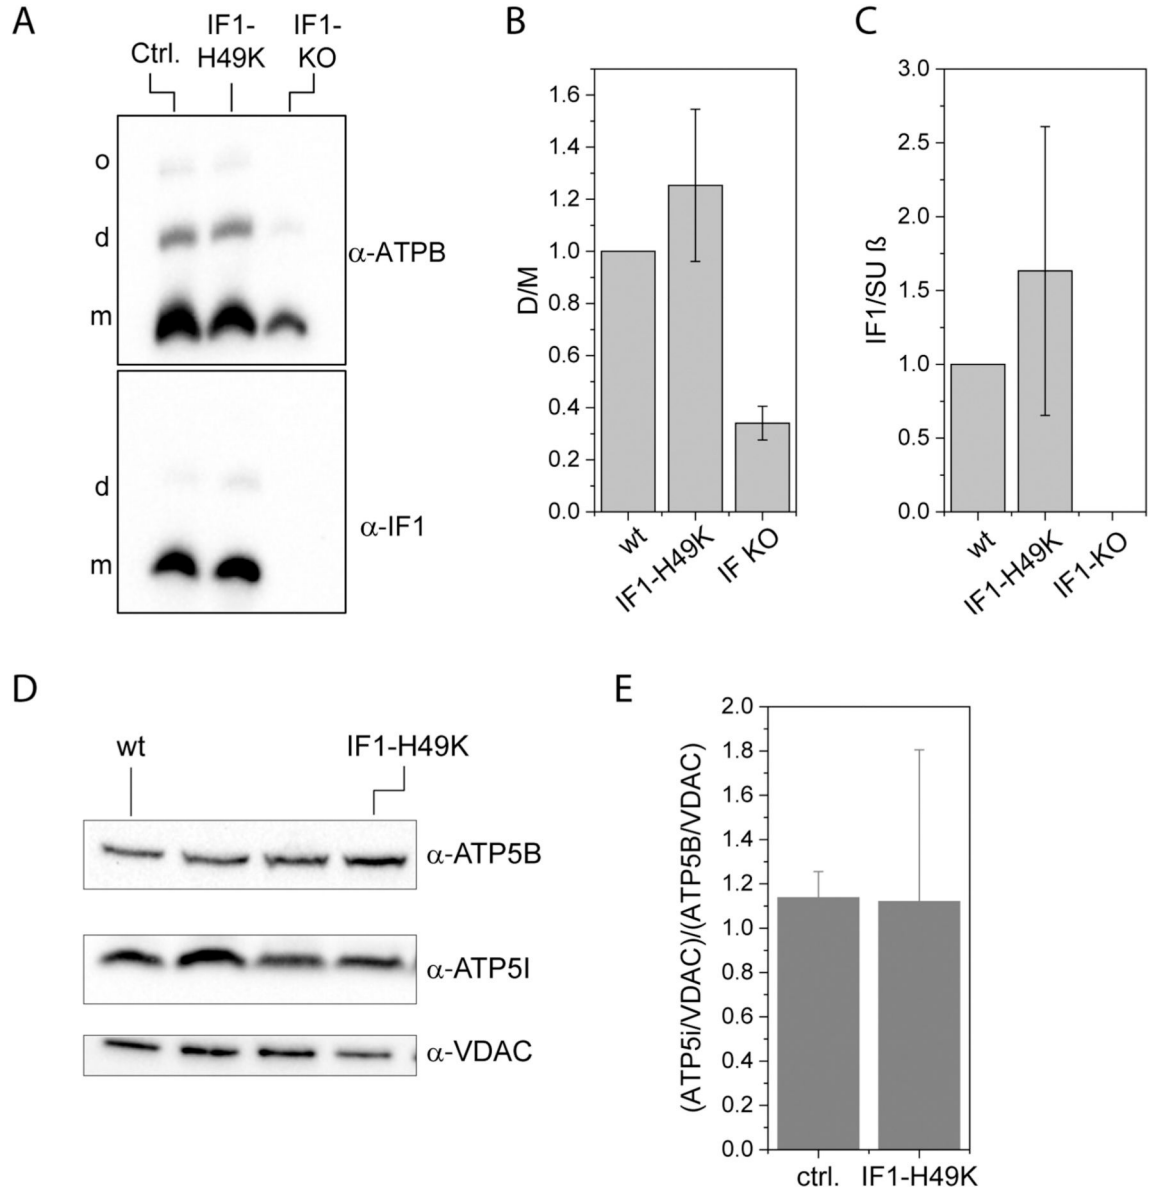 A
IF1-
H49K
IF1-
KO
Ctrl.
o
d
m
α-ATPB
d
m
α-IF1
B
D/M
1.6
1.4
1.2
1.0
0.8
0.6
0.4
0.2
0.0
wt
IF1-H49K
IF KO
C
IF1/SU ß
3.0
2.5
2.0
1.5
1.0
0.5
0.0
wt
IF1-H49K
IF1-KO
D
wt
IF1-H49K
α-ATP5B
α-ATP5I
α-VDAC
E
(ATP5i/VDAC)/(ATP5B/VDAC)
2.0
1.8
1.6
1.4
1.2
1.0
0.8
0.6
0.4
0.2
0.0
ctrl.
IF1-H49K